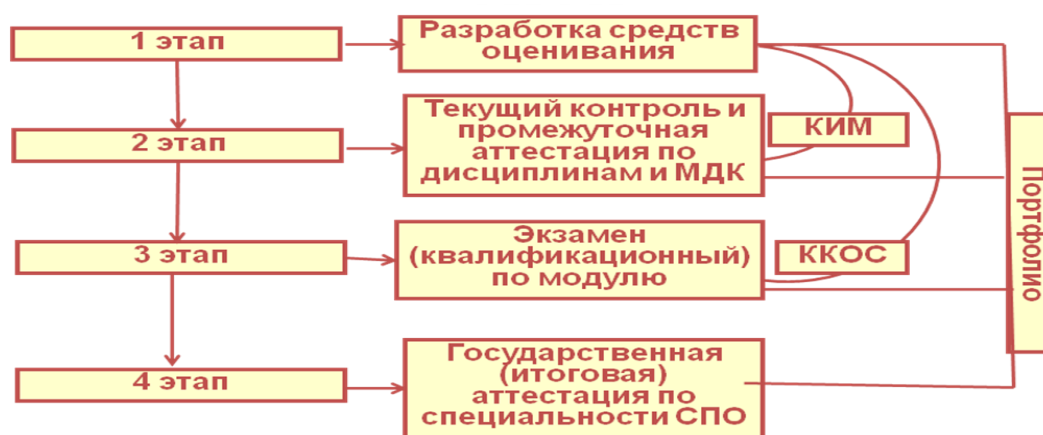 1 этап
Разработка средств
оценивания
2 этап
Текущий контроль и
промежуточная
аттестация по
дисциплинам и МДК
КИМ
3 этап
Экзамен
(квалификационный)
по модулю
ККОС
Портфолио
4 этап
Государственная
(итоговая)
аттестация по
специальности СПО